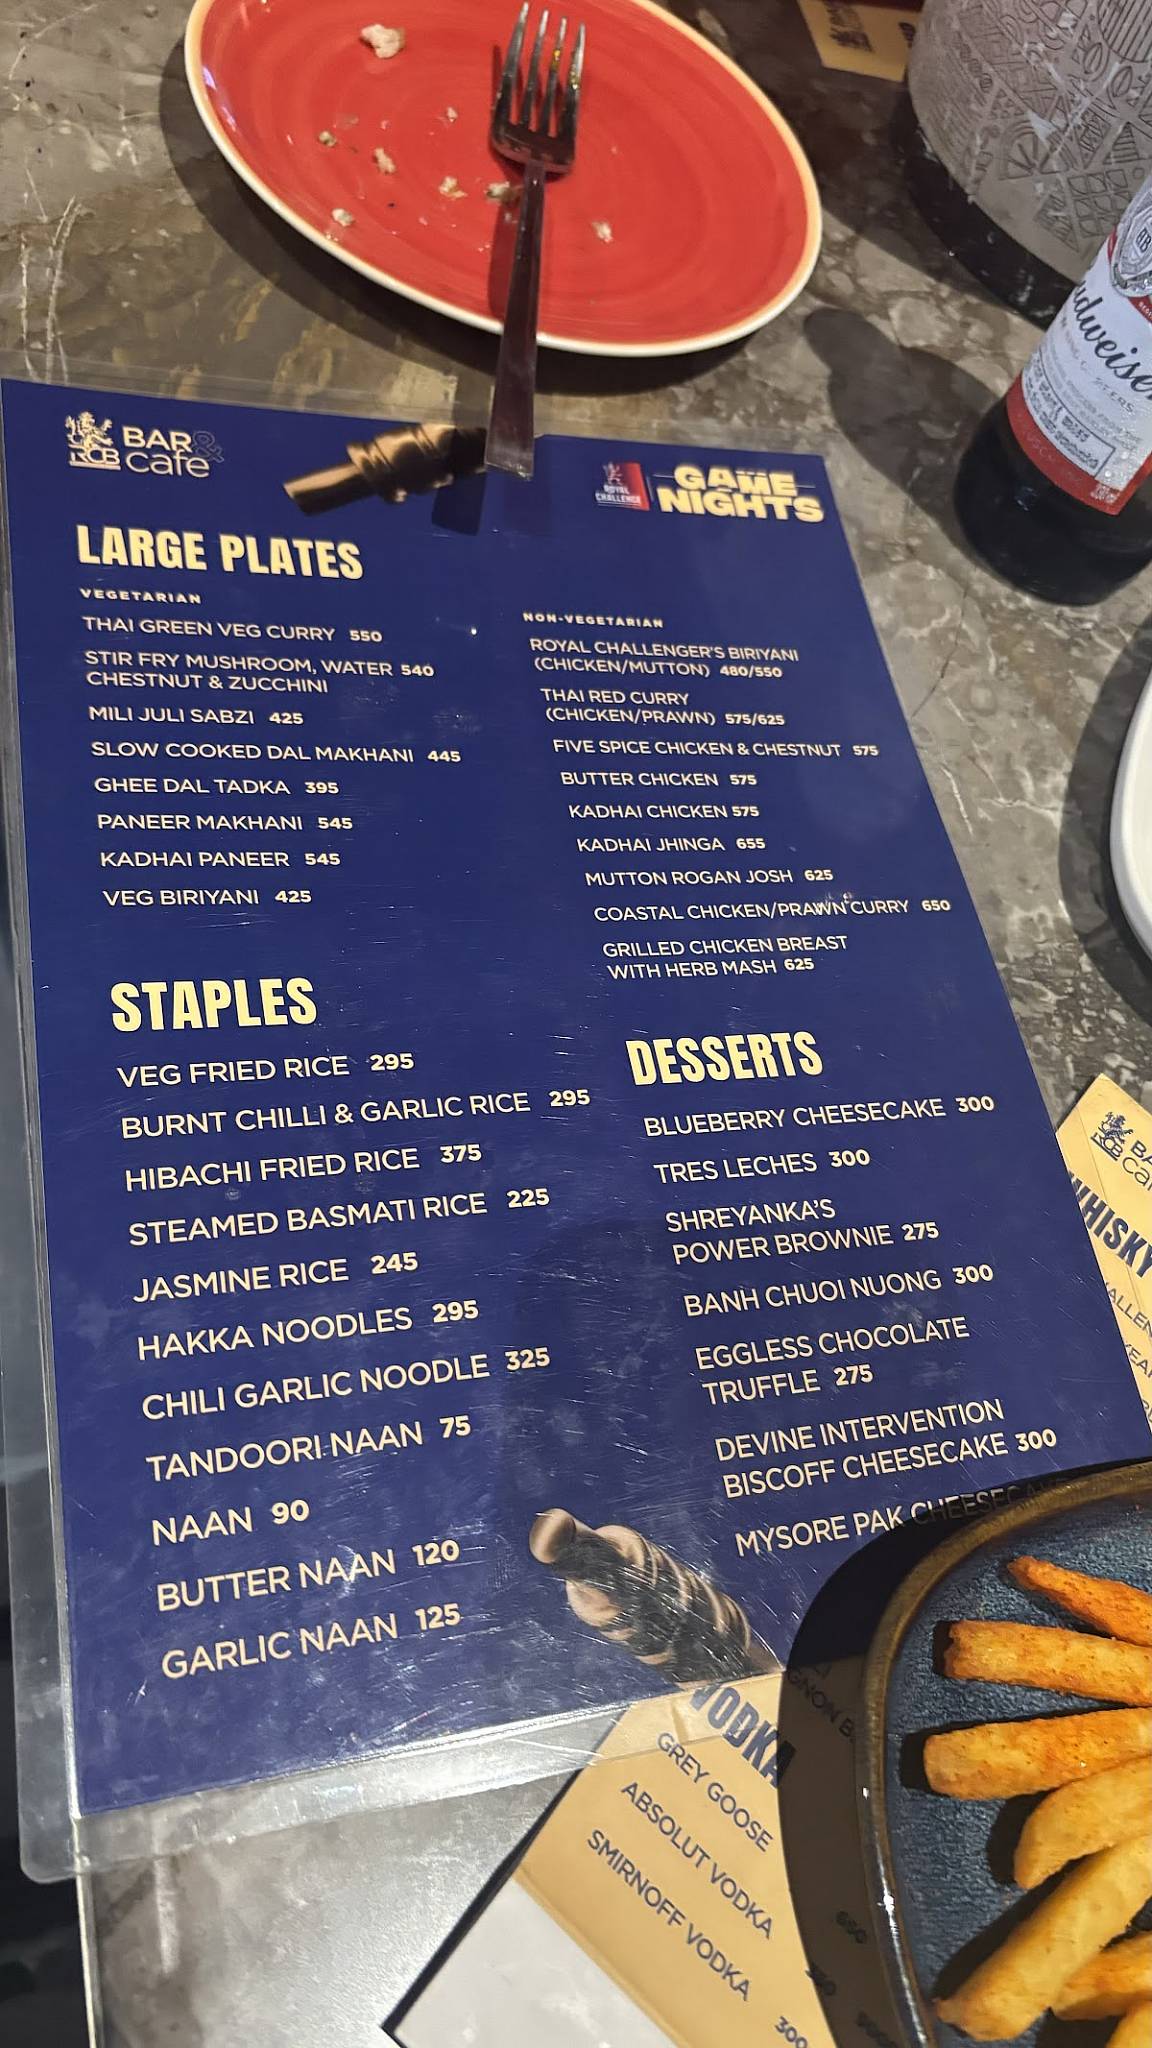 RCB BAR &
Cafe
ROYAL
CHALLENGE
GAME
NIGHTS
LARGE PLATES
VEGETARIAN
THAI GREEN VEG CURRY 550
STIR FRY MUSHROOM, WATER 540
CHESTNUT & ZUCCHINI
MILI JULI SABZI 425
SLOW COOKED DAL MAKHANI 445
GHEE DAL TADKA 395
PANEER MAKHANI 545
KADHAI PANEER 545
VEG BIRIYANI 425
NON-VEGETARIAN
ROYAL CHALLENGER'S BIRIYANI
(CHICKEN/MUTTON) 480/550
THAI RED CURRY
(CHICKEN/PRAWN) 575/625
FIVE SPICE CHICKEN & CHESTNUT 575
BUTTER CHICKEN 575
KADHAI CHICKEN 575
KADHAI JHINGA 655
MUTTON ROGAN JOSH 625
COASTAL CHICKEN/PRAWN CURRY 650
GRILLED CHICKEN BREAST
WITH HERB MASH 625
STAPLES
VEG FRIED RICE 295
BURNT CHILLI & GARLIC RICE 295
HIBACHI FRIED RICE 375
STEAMED BASMATI RICE 225
JASMINE RICE 245
HAKKA NOODLES 295
CHILI GARLIC NOODLE 325
TANDOORI NAAN 75
NAAN 90
BUTTER NAAN 120
GARLIC NAAN 125
DESSERTS
BLUEBERRY CHEESECAKE 300
TRES LECHES 300
SHREYANKA'S
POWER BROWNIE 275
BANH CHUOI NUONG 300
EGGLESS CHOCOLATE
TRUFFLE 275
DEVINE INTERVENTION
BISCOFF CHEESECAKE 300
MYSORE PAK CHEESECAKE
VODKA
GREY GOOSE
ABSOLUT VODKA
SMIRNOFF VODKA
300
RCB
WHISKY